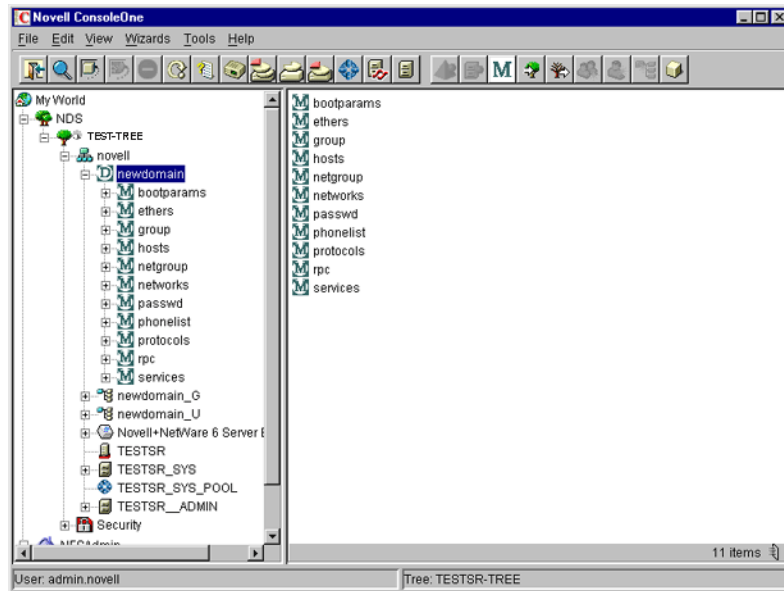 Novell ConsoleOne
File Edit View Wizards Tools Help
My World
NDS
TEST-TREE
novell
newdomain
bootparams
ethers
group
hosts
netgroup
networks
passwd
phonelist
protocols
rpc
services
newdomain_G
newdomain_U
Novell+NetWare 6 Server
TESTSR
TESTSR_SYS
TESTSR_SYS_POOL
TESTSR__ADMIN
Security
NFSAdmin
bootparams
ethers
group
hosts
netgroup
networks
passwd
phonelist
protocols
rpc
services
11 items
User: admin.novell
Tree: TESTSR-TREE